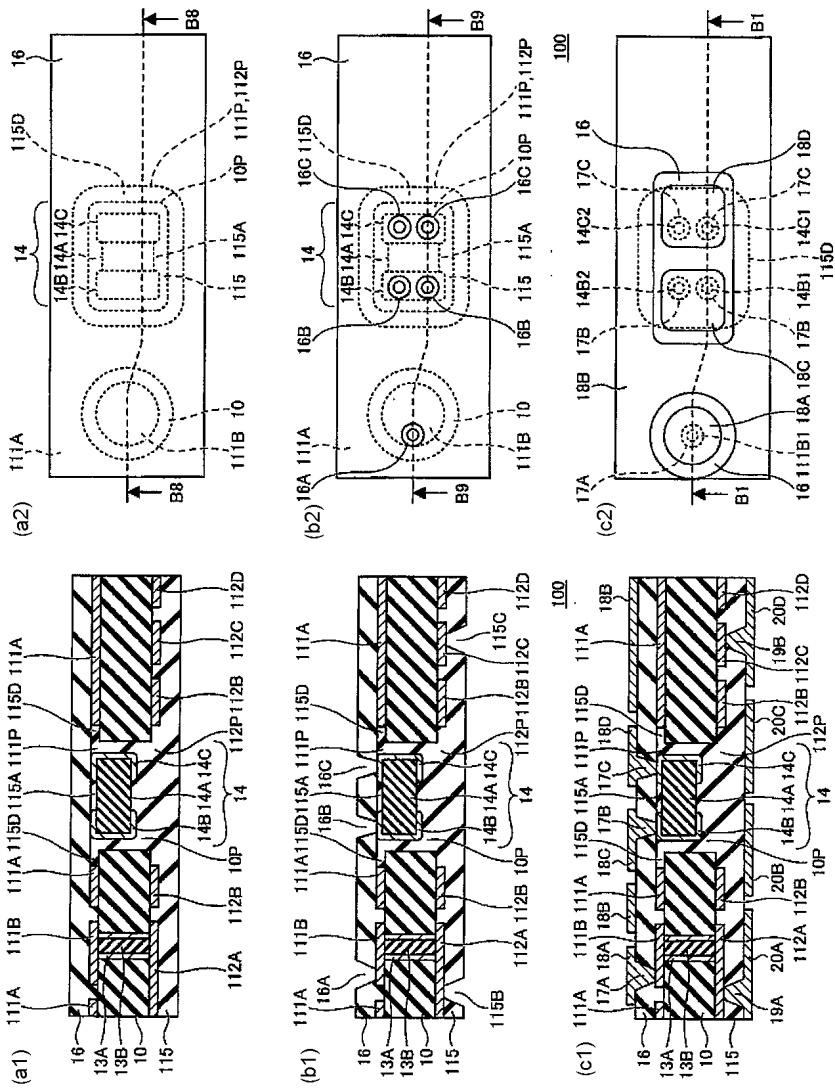 (a2)
B8
B8
16
115D
111P,112P
10P
14
14C
14A
14B
115A
115
111A
10
111B
(b2)
B9
B9
16
115D
16C
111P,112P
10P
16C
14
14C
14A
14B
115A
115
16B
16B
111A
10
111B
16A
(c2)
100
B1
B1
16
17C
18D
14C2
17C
14C1
115D
14B2
14B1
17B
17B
18C
18B
18A
17A
111B1
16
(a1)
112D
111A
112C
115D
112B
111P
112P
115A
14C
14A
14
14B
115D
10P
111A
112B
111B
112A
111A
16
13A
13B
10
115
(b1)
112D
111A
115C
112C
115D
112B
111P
112P
16C
115A
14C
14A
14
14B
16B
115D
10P
111A
112B
111B
112A
16A
111A
115B
16
13A
13B
10
115
(c1)
100
18B
112D
20D
111A
19B
112C
115D
112B
20C
18D
111P
112P
17C
115A
14C
14A
14
17B
14B
115D
10P
18C
20B
111A
112B
18B
111B
112A
18A
20A
17A
111A
19A
16
13A
13B
10
115